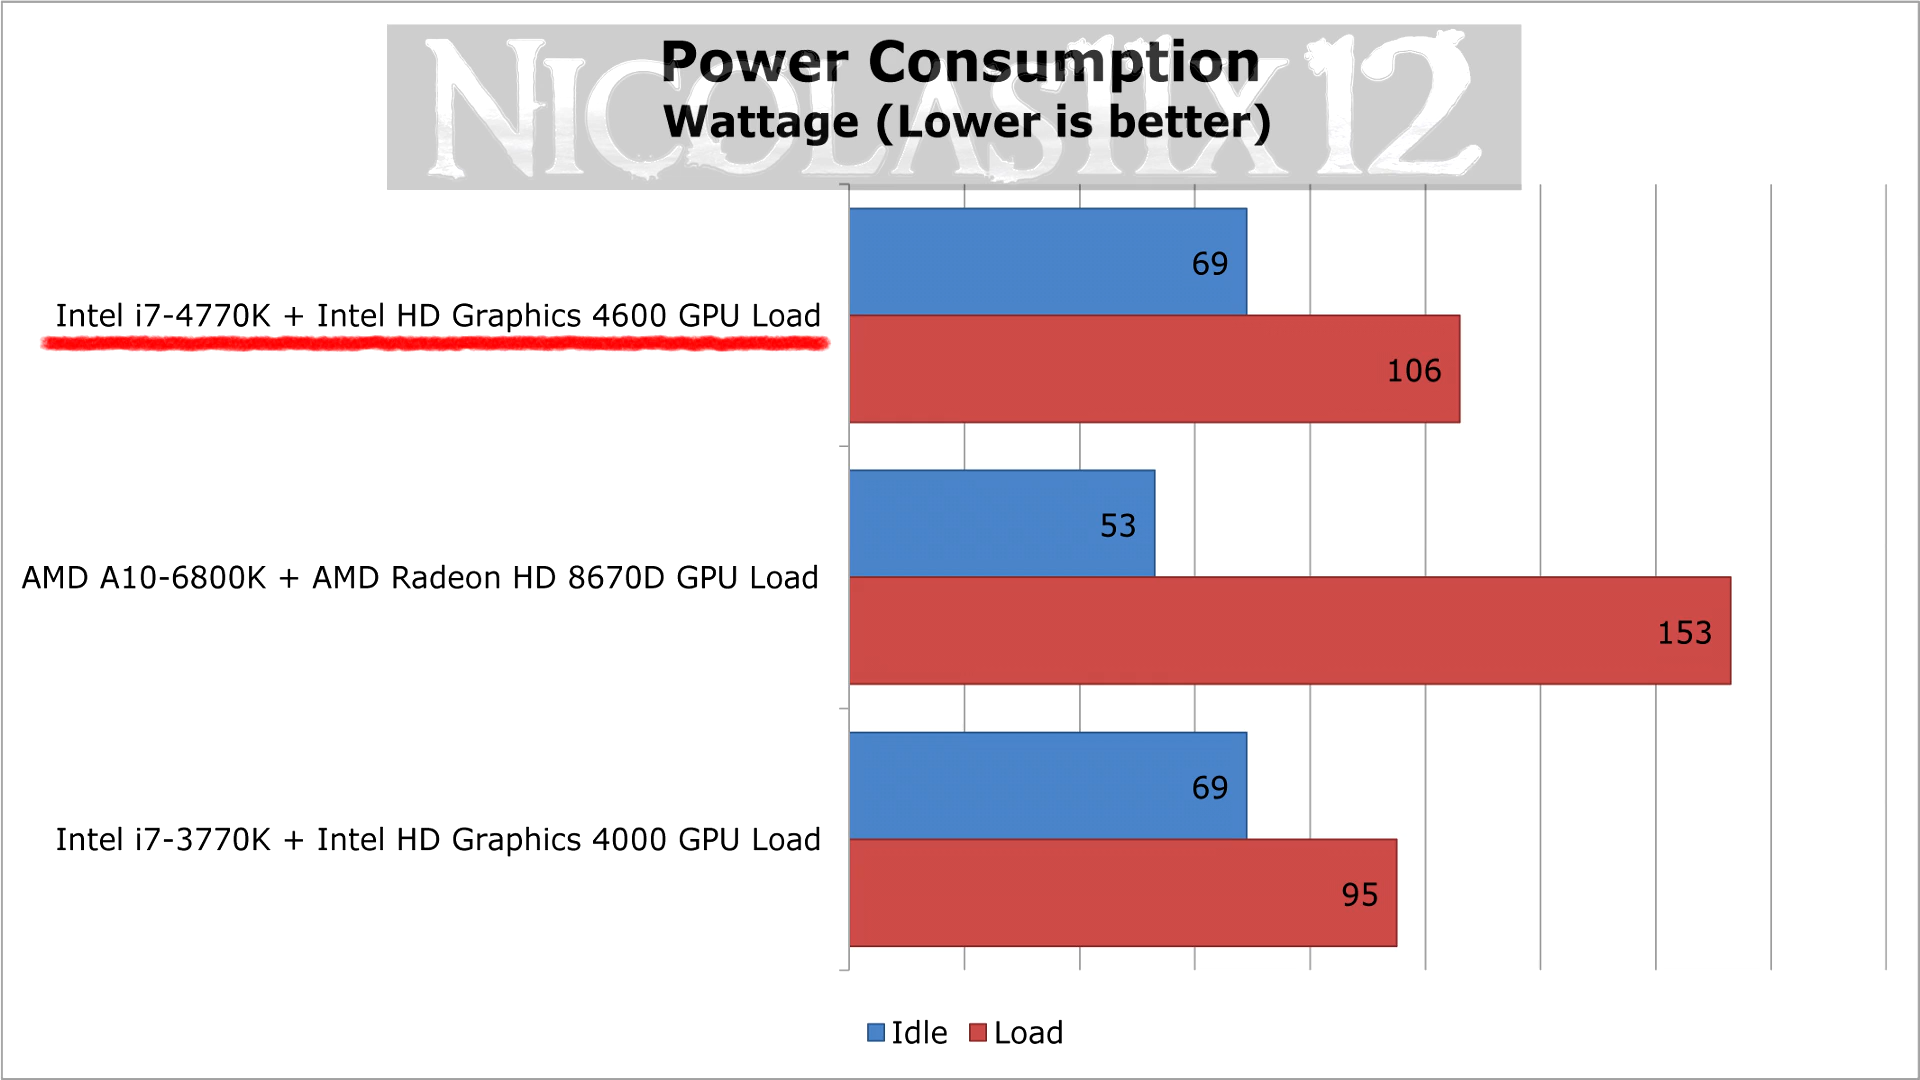 Nicolas11x12
Power Consumption
Wattage (Lower is better)
Intel i7-4770K + Intel HD Graphics 4600 GPU Load
69
106
AMD A10-6800K + AMD Radeon HD 8670D GPU Load
53
153
Intel i7-3770K + Intel HD Graphics 4000 GPU Load
69
95
Idle
Load